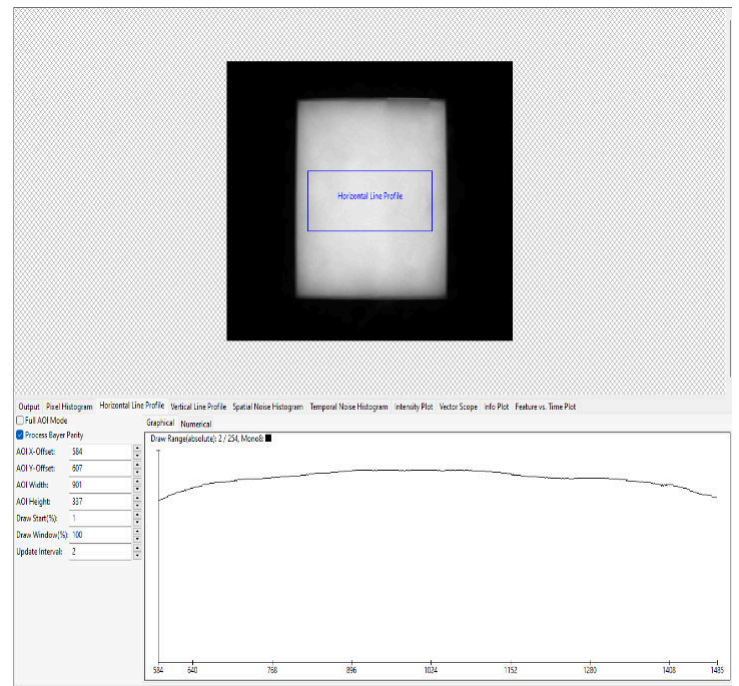 Horizontal Line Profile
Output Pixel Histogram Horizontal Line Profile Vertical Line Profile Spatial Noise Histogram Temporal Noise Histogram Intensity Plot Vector Scope Info Plot Feature vs. Time Plot
Full AOI Mode
Graphical Numerical
Process Bayer Parity
Draw Range(absolute): 2 / 254, Mono8:
AOI X-Offset: 584
AOI Y-Offset: 607
AOI Width: 901
AOI Height: 337
Draw Start(%): 1
Draw Window(%): 100
Update Interval: 2
584 640 768 896 1024 1152 1280 1408 1485